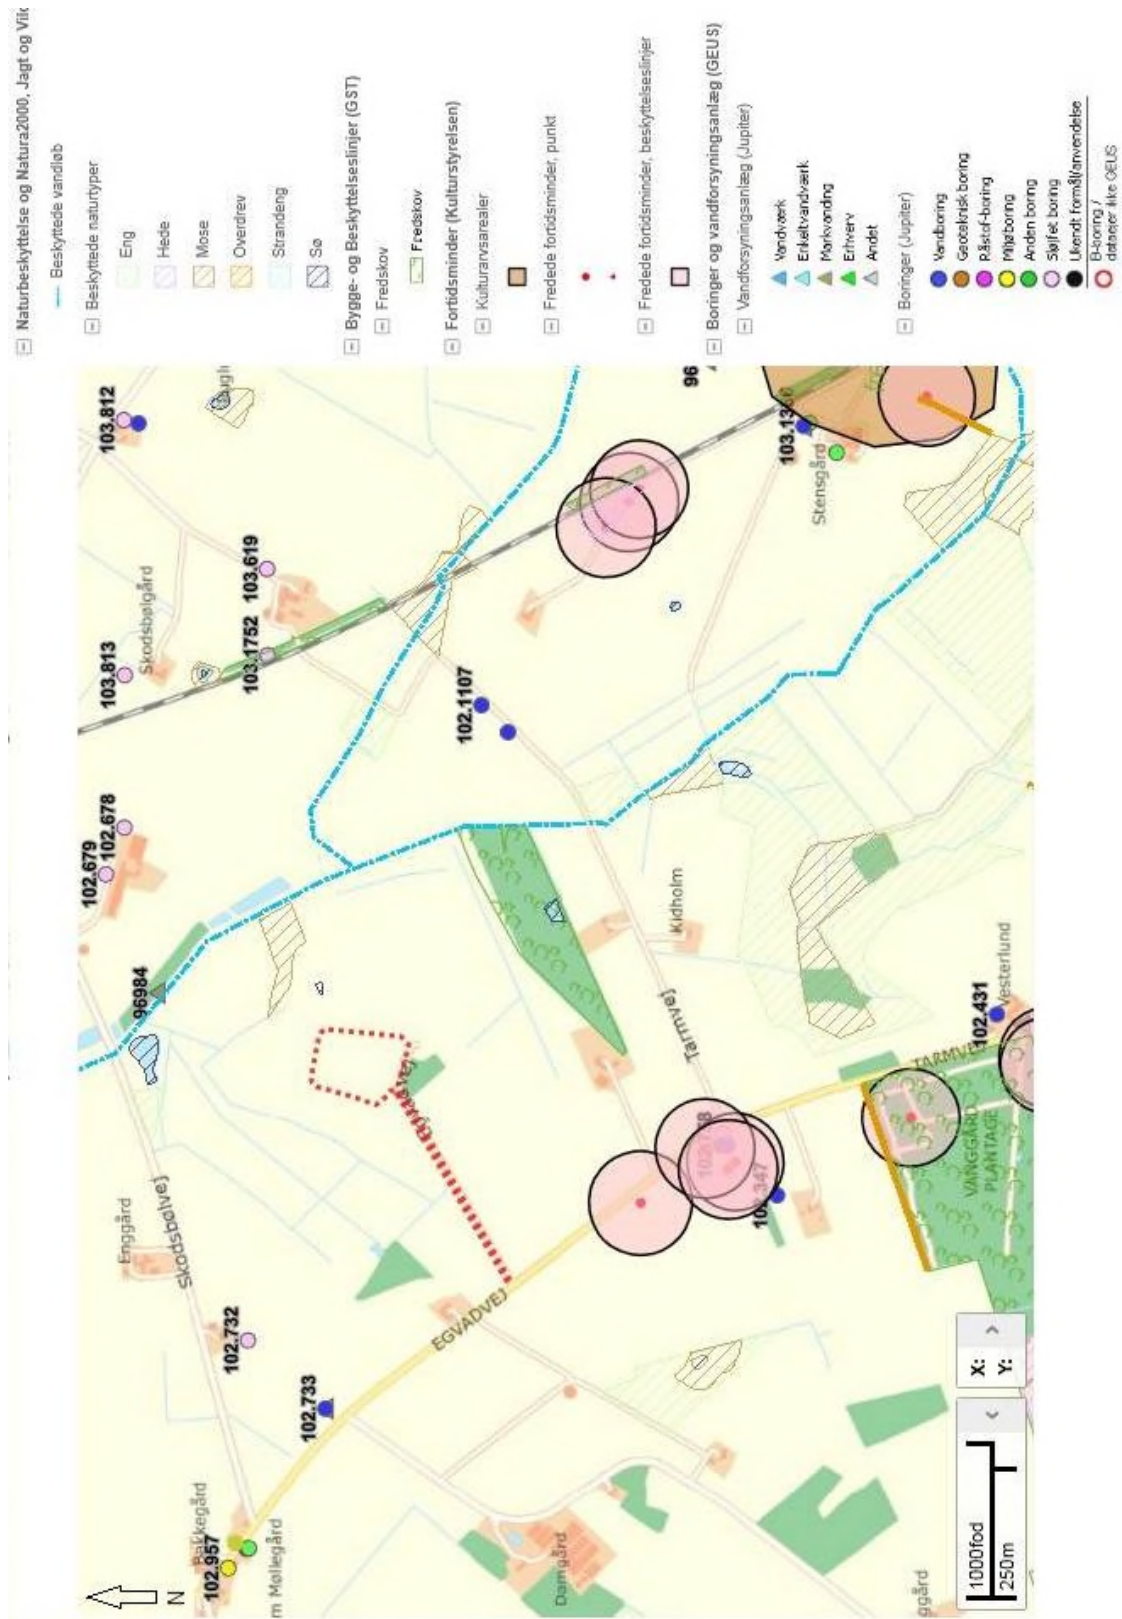 Naturbeskyttelse og Natura2000, Jagt og Vild
Beskyttede vandløb
Beskyttede naturtyper
Eng
Hede
Mose
Overdrev
Strandeng
Sø
Bygge- og Beskyttelseslinjer (GST)
Fredskov
Fredskov
Fortidsminder (Kulturstyrelsen)
Kulturarvsarealer
Fredede fortidsminder, punkt
Fredede fortidsminder, beskyttelseslinjer
Boringer og vandforsyningsanlæg (GEUS)
Vandforsyningsanlæg (Jupiter)
Vandværk
Enkeltvandværk
Markvanding
Erhverv
Andet
Boringer (Jupiter)
Vandboring
Geoteknisk boring
Råstof-boring
Miljøboring
Anden boring
Sløjfet boring
Ukendt formål/anvendelse
B-boring /
dataejer ikke GEUS
102.957
Bakkegård
m Møllegård
102.733
102.732
Enggård
Skodsbølvej
96984
102.679
102.678
103.813
Skodsbølgård
103.1752
103.619
103.812
102.1107
EGVADVEJ
Tarmvej
Kidholm
Stensgård
96
102.431
Vesterlund
TARMVEJ
VANGGÅRD
PLANTAGE
Damgård
ggård
N
1000fod
250m
X:
Y: